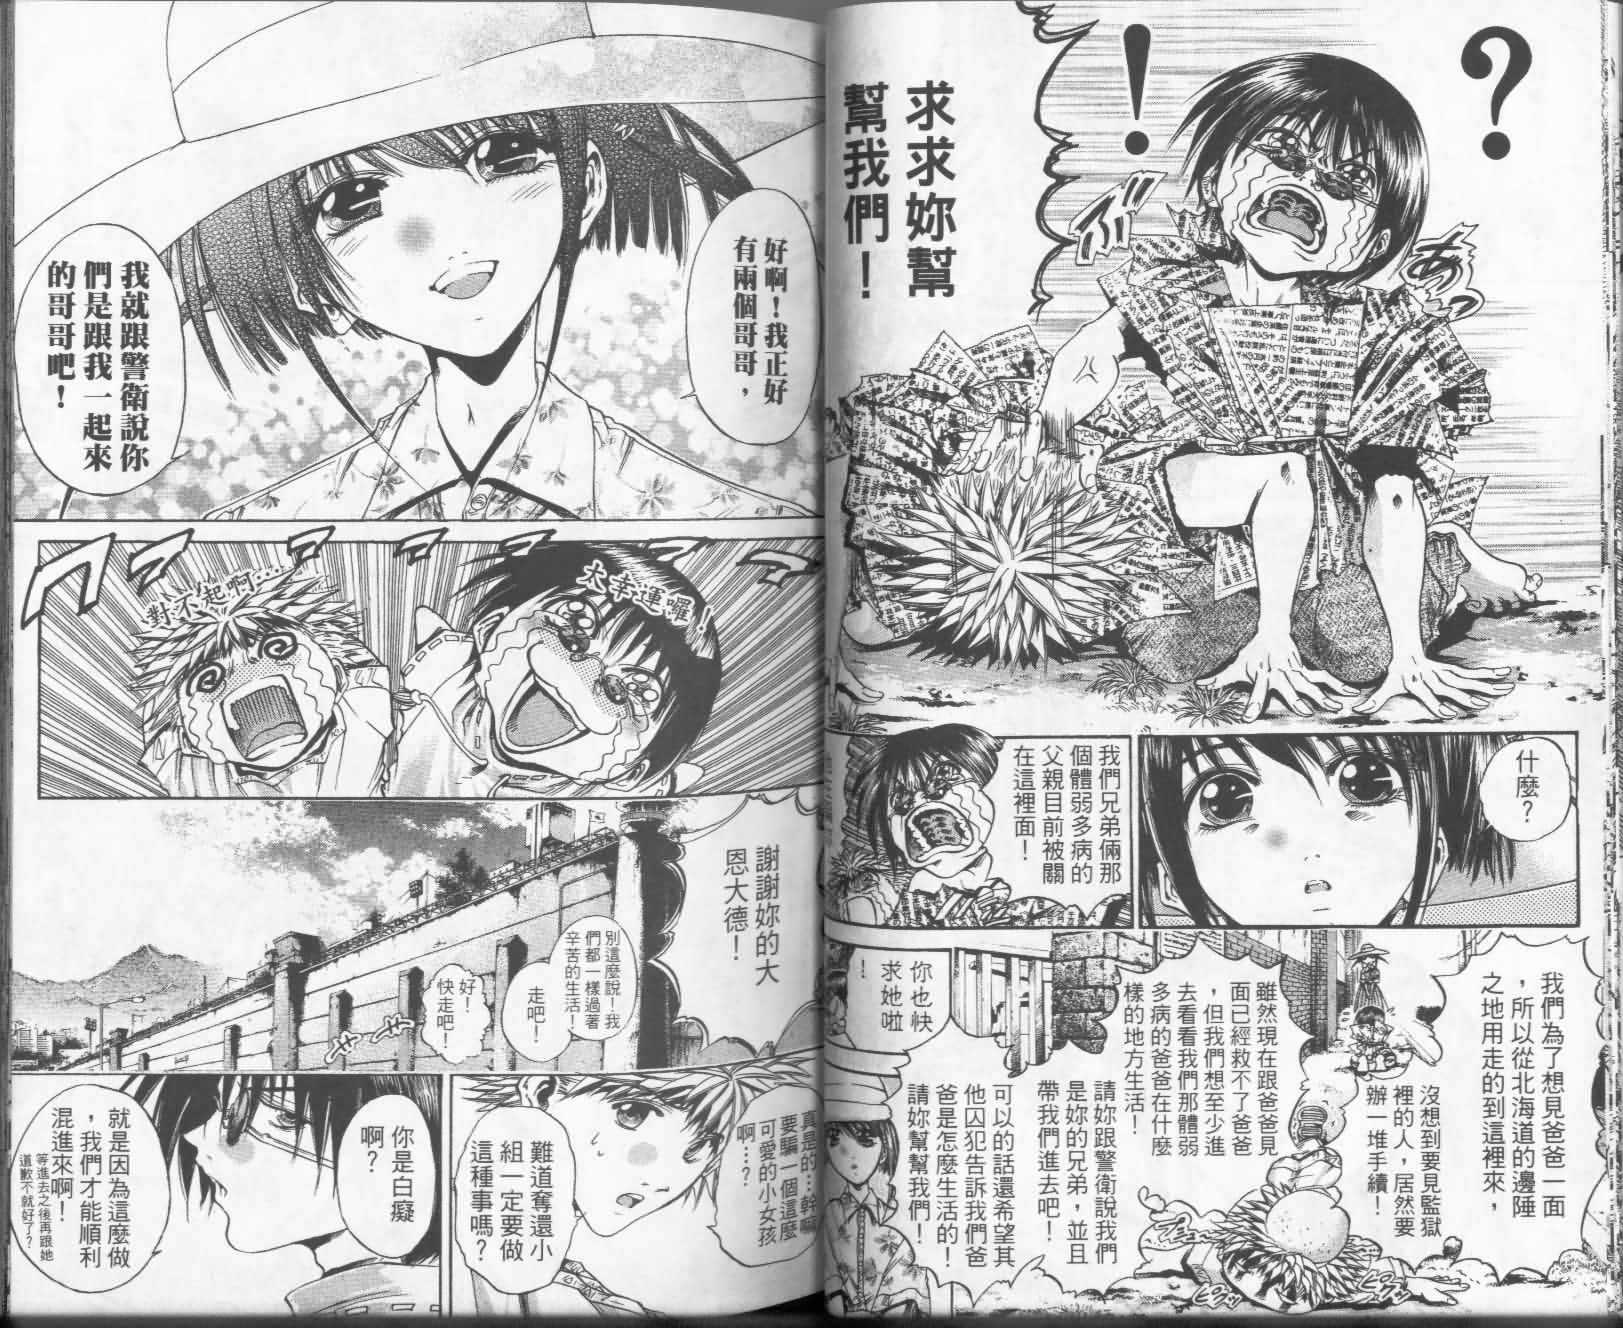 ?
!
求求妳幫
幫我們！
什麼？
我們兄弟倆那
個體弱多病的
父親目前被關
在這裡面！
我們為了想見爸爸一面
，所以從北海道的邊陲
之地用走的到這裡來，
沒想到要見監獄
裡的人，居然要
辦一堆手續！
雖然現在跟爸爸見
面已經救不了爸爸
，但我們想至少進
去看看我們那體弱
多病的爸爸在什麼
樣的地方生活！
請妳跟警衛說我們
是妳的兄弟，並且
帶我們進去吧！
可以的話還希望其
他囚犯告訴我們爸
爸是怎麼生活的！
請妳幫幫我們！
你也快
求她啦
！
ピクッ
ピクッ
好啊！我正好
有兩個哥哥，
我就跟警衛說你
們是跟我一起來
的哥哥吧！
太幸運囉！
對不起啊…
謝謝妳的大
恩大德！
別這麼說！我
們都一樣過著
辛苦的生活！
走吧！
好！
快走吧！
真是的…幹嘛
要騙一個這麼
可愛的小女孩
啊…？
難道奪還小
組一定要做
這種事嗎？
你是白癡
啊？
就是因為這麼做
，我們才能順利
混進來啊！
等進去之後再跟她
道歉不就好了？